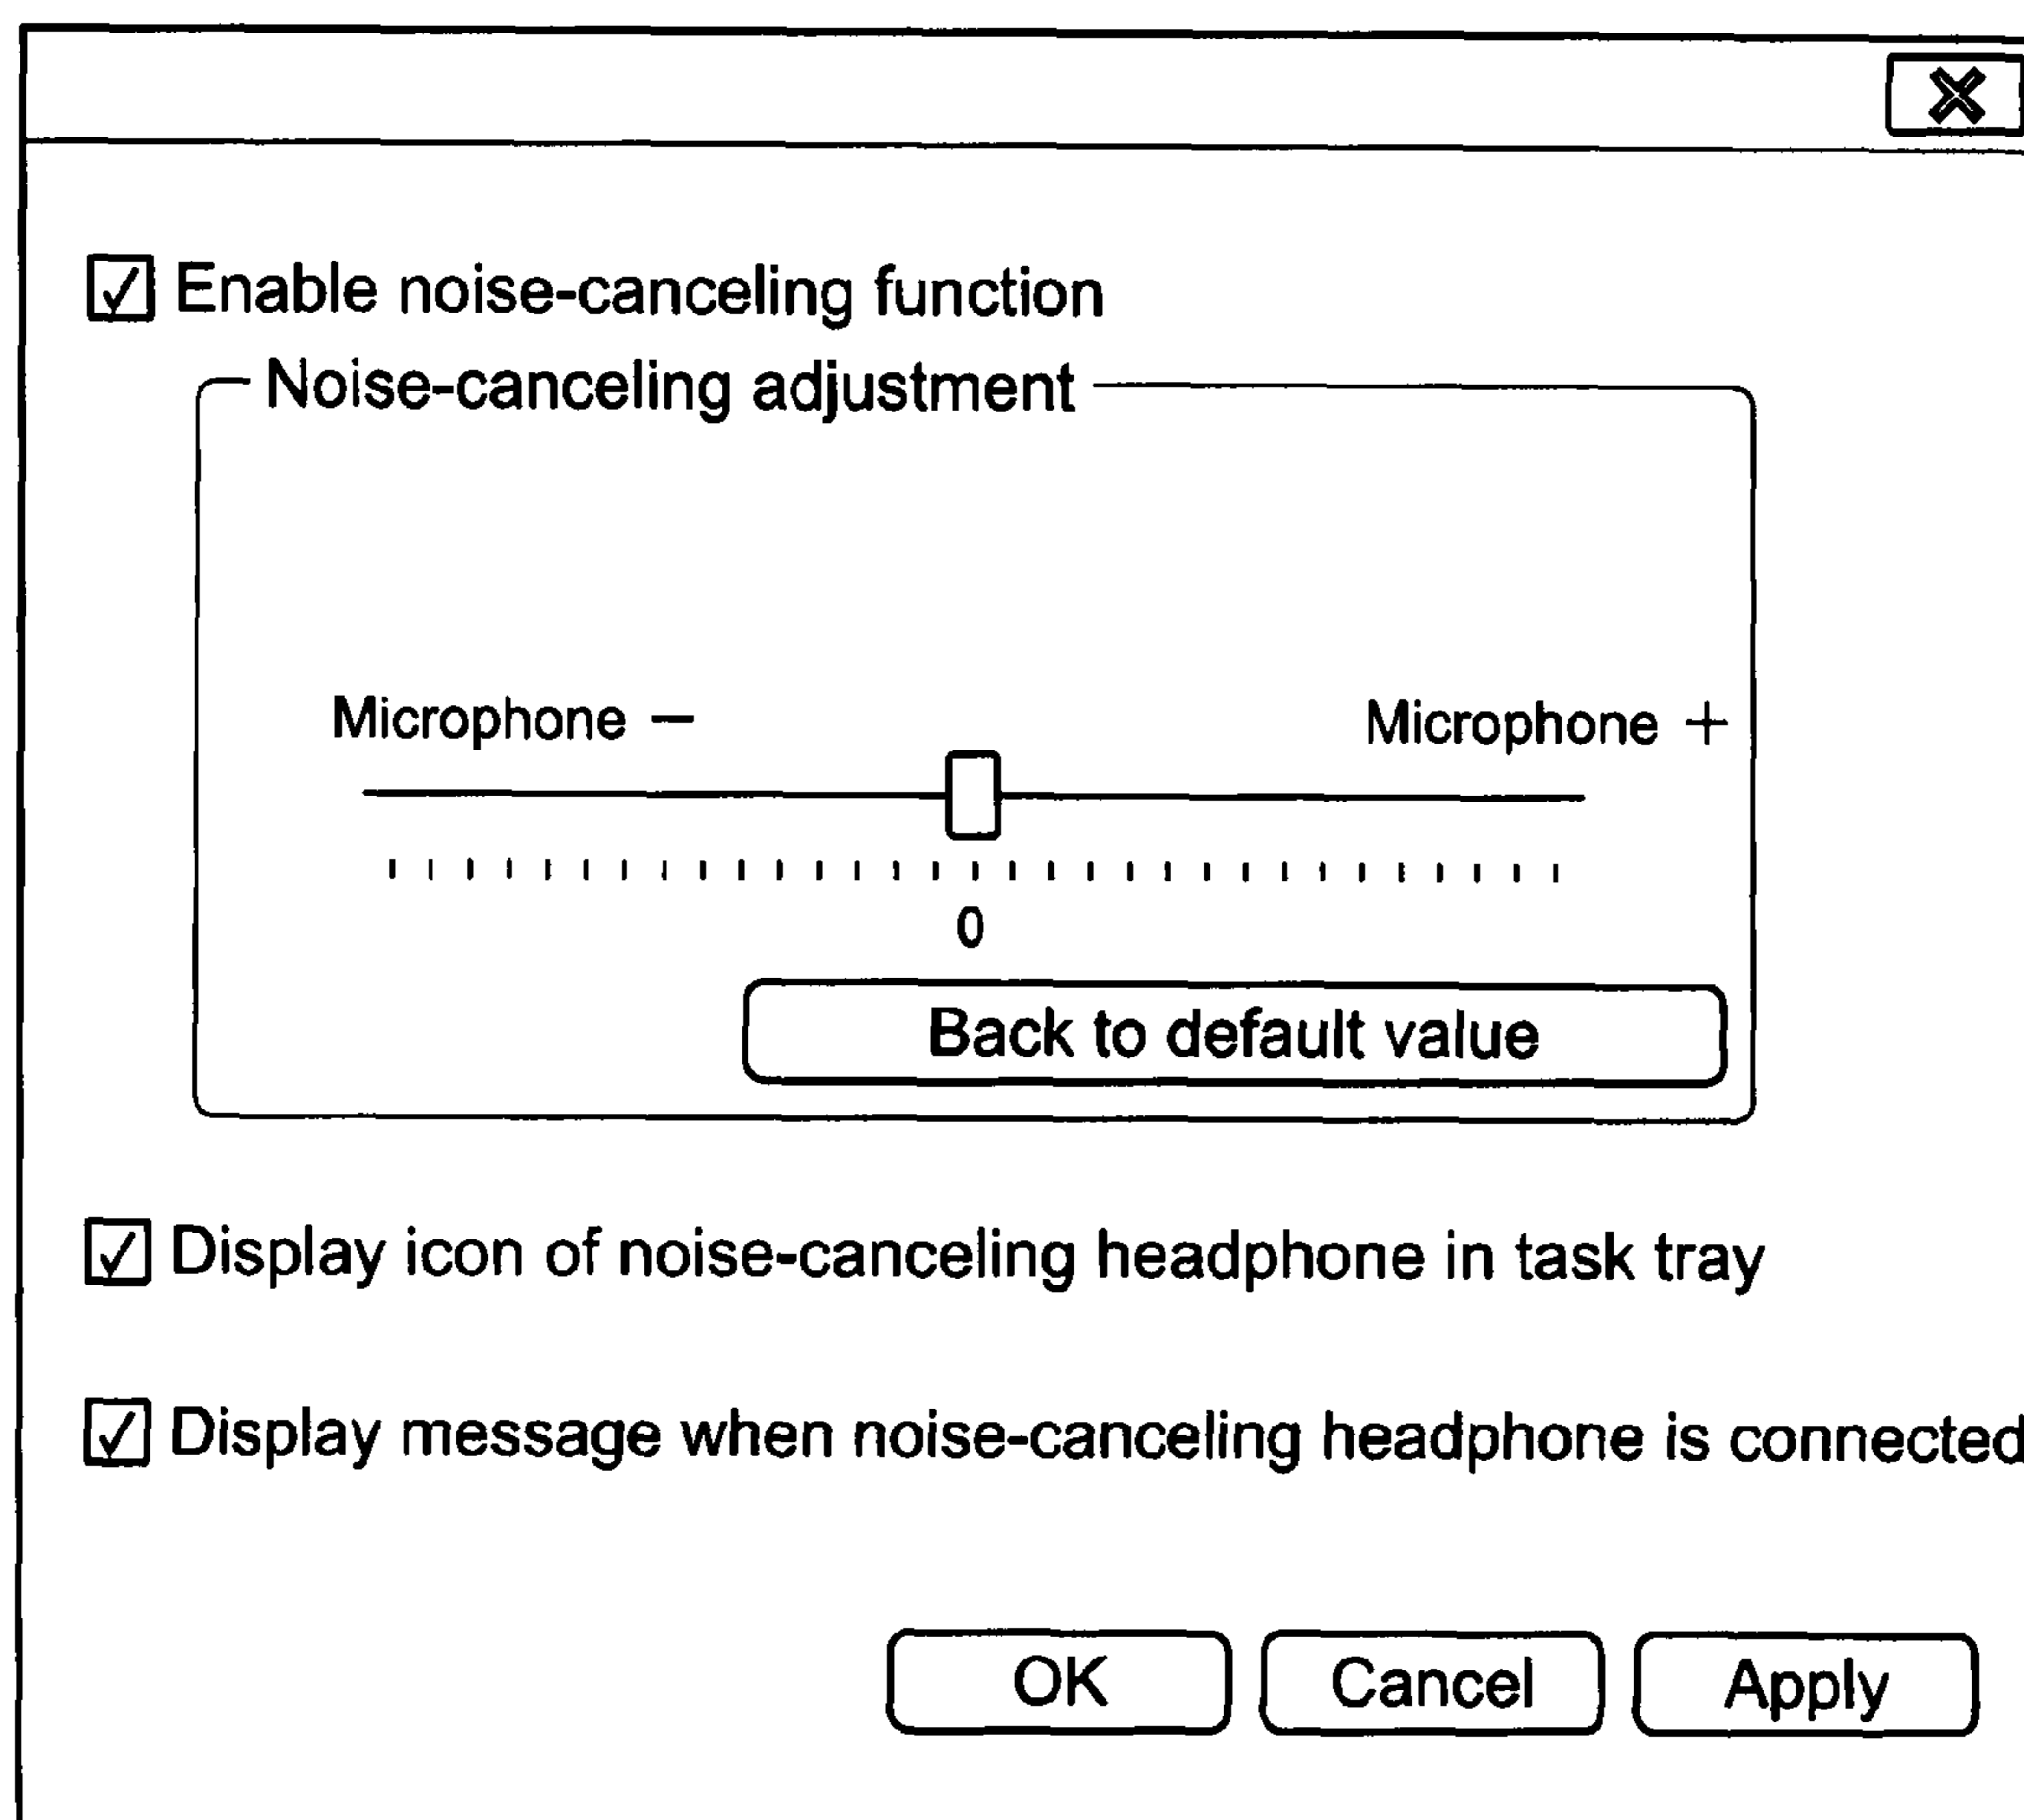 Enable noise-canceling function
Noise-canceling adjustment
Microphone − Microphone +
0
Back to default value
Display icon of noise-canceling headphone in task tray
Display message when noise-canceling headphone is connected
OK Cancel Apply